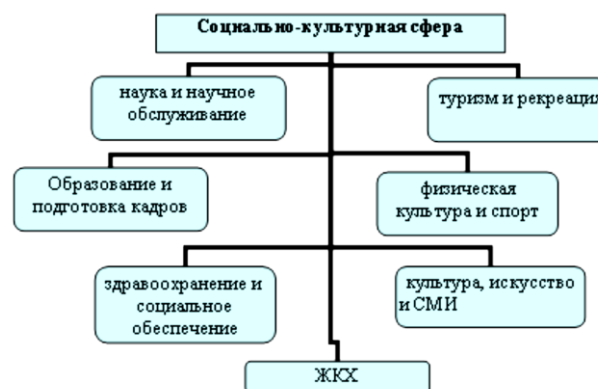 Социально-культурная сфера
наука и научное
обслуживание
туризм и рекреация
Образование и
подготовка кадров
физическая
культура и спорт
здравоохранение и
социальное
обеспечение
культура, искусство
и СМИ
ЖКХ